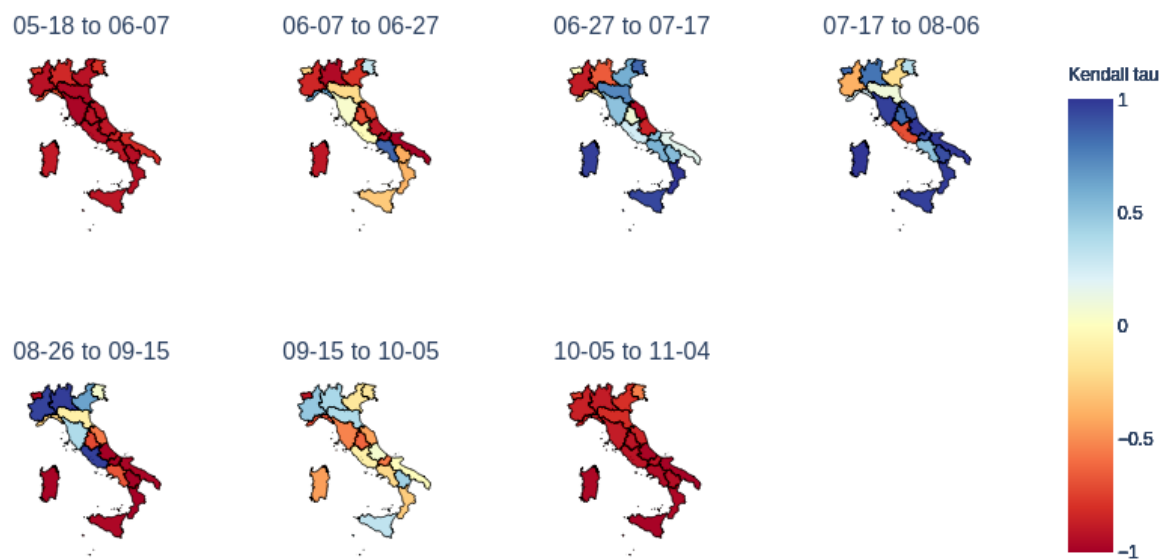 05-18 to 06-07
06-07 to 06-27
06-27 to 07-17
07-17 to 08-06
Kendall tau
1
0.5
0
−0.5
−1
08-26 to 09-15
09-15 to 10-05
10-05 to 11-04